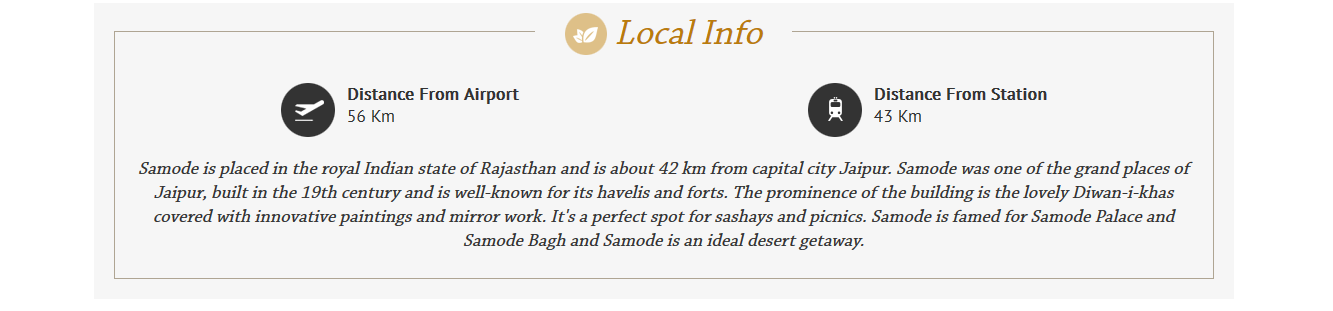 Local Info
Distance From Airport
56 Km
Distance From Station
43 Km
Samode is placed in the royal Indian state of Rajasthan and is about 42 km from capital city Jaipur. Samode was one of the grand places of
Jaipur, built in the 19th century and is well-known for its havelis and forts. The prominence of the building is the lovely Diwan-i-khas
covered with innovative paintings and mirror work. It's a perfect spot for sashays and picnics. Samode is famed for Samode Palace and
Samode Bagh and Samode is an ideal desert getaway.